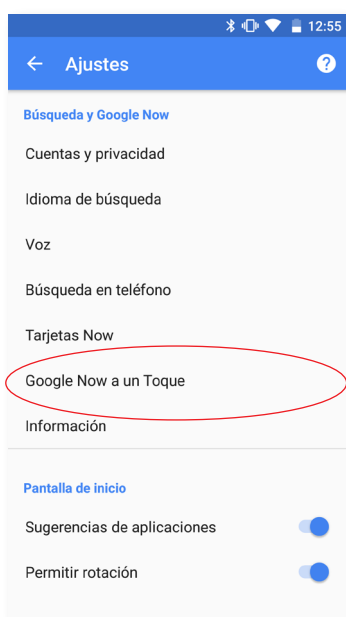 12:55
Ajustes
Búsqueda y Google Now
Cuentas y privacidad
Idioma de búsqueda
Voz
Búsqueda en teléfono
Tarjetas Now
Google Now a un Toque
Información
Pantalla de inicio
Sugerencias de aplicaciones
Permitir rotación